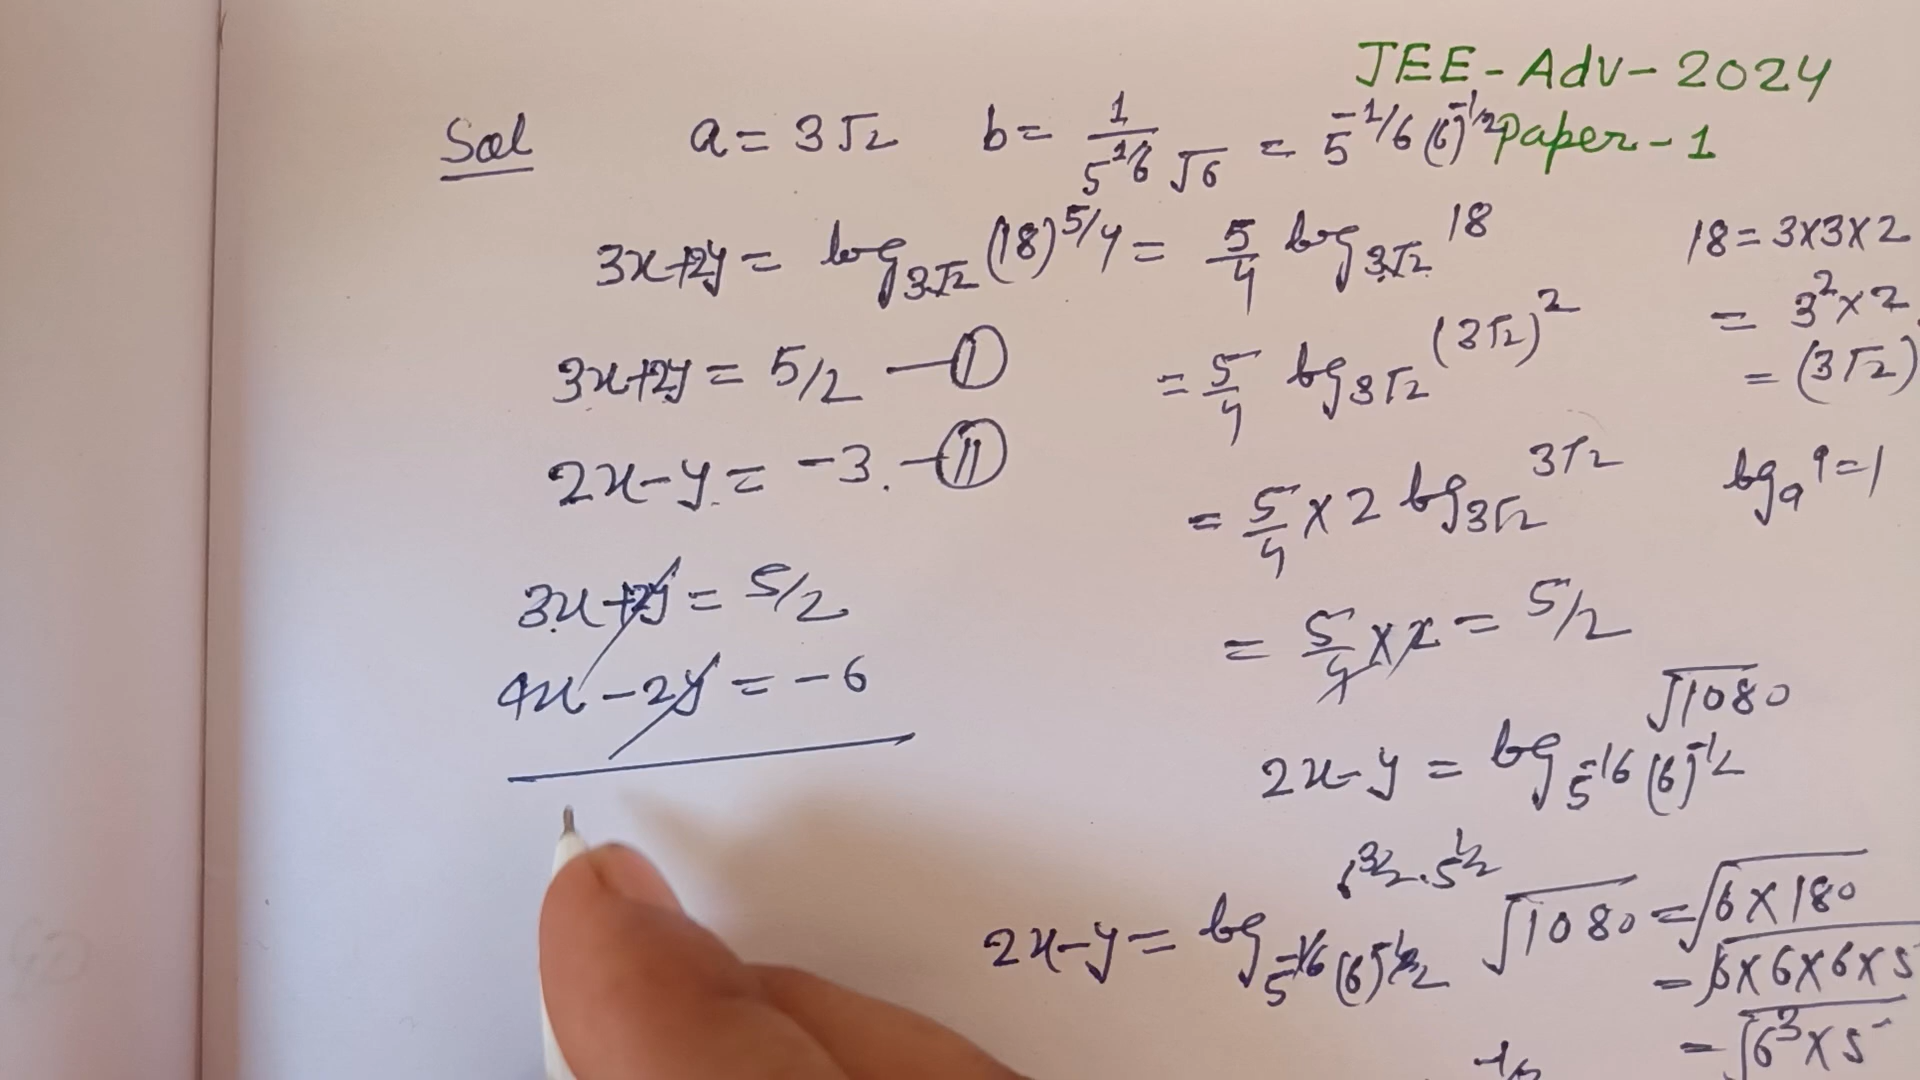 JEE-Adv-2024
Paper-1
Sol a = 3√2 b = 1/(5^{1/6} √6) = 5^{-1/6} (6)^{-1/2}
3x+2y = log_{3√2} (18)^{5/4} = 5/4 log_{3√2} 18
18 = 3×3×2
= 3^2×2
= (3√2)
3x+2y = 5/2 — (I)
= 5/4 log_{3√2} (3√2)^2
2x-y = -3. — (II)
= 5/4 × 2 log_{3√2} 3√2
log_a a = 1
3x+2y = 5/2
= 5/4 × 2 = 5/2
4x-2y = -6
2x-y = log_{5^{-1/6} (6)^{-1/2}} √1080
2x-y = log_{5^{-1/6} (6)^{-1/2}} 6^{3/2}.5^{1/2}
√1080 = √6×180
= √6×6×6×5
= √6^3×5